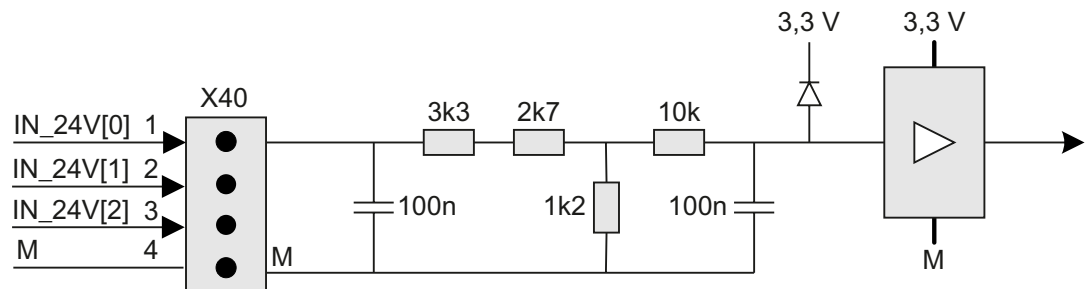 3,3 V 3,3 V
X40
3k3 2k7 10k
IN_24V[0] 1
IN_24V[1] 2
IN_24V[2] 3
100n 1k2 100n
M 4
M
M